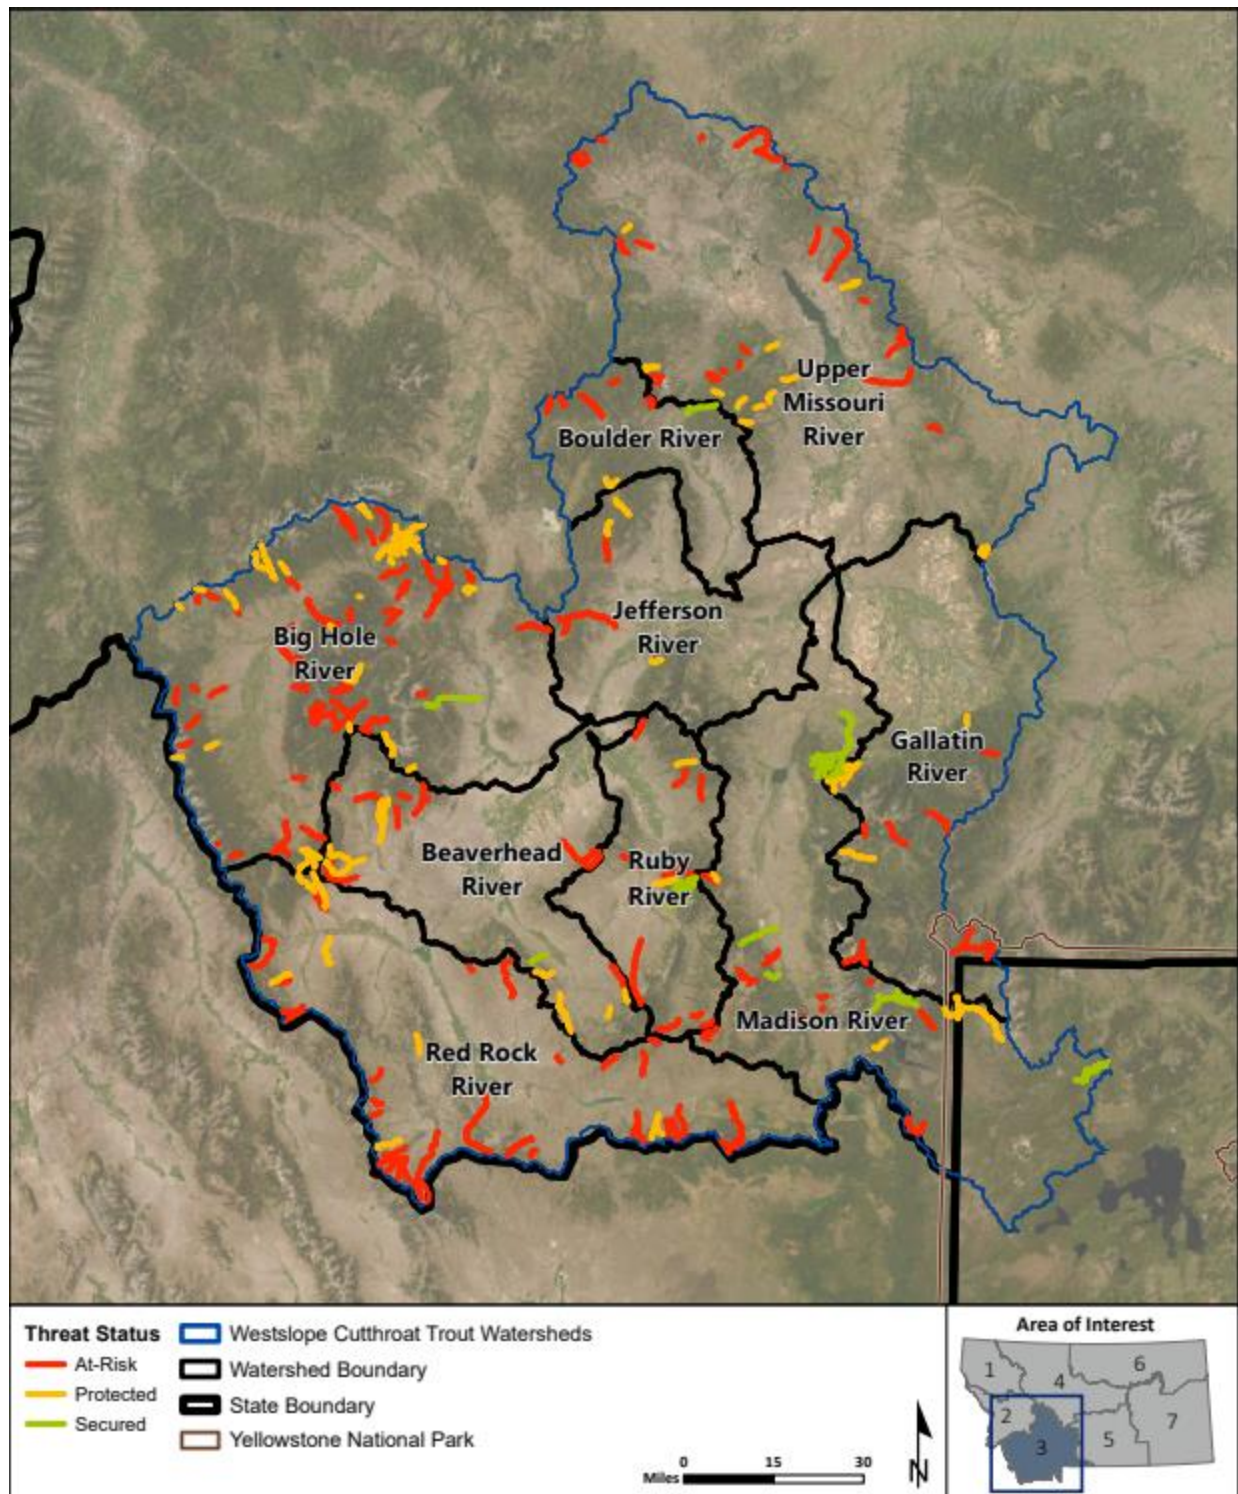 Upper
Missouri
River
Boulder River
Jefferson
River
Big Hole
River
Gallatin
River
Beaverhead
River
Ruby
River
Madison River
Red Rock
River
Threat Status
At-Risk
Protected
Secured
Westslope Cutthroat Trout Watersheds
Watershed Boundary
State Boundary
Yellowstone National Park
0 15 30
Miles
N
Area of Interest
1
6
4
2
7
3
5